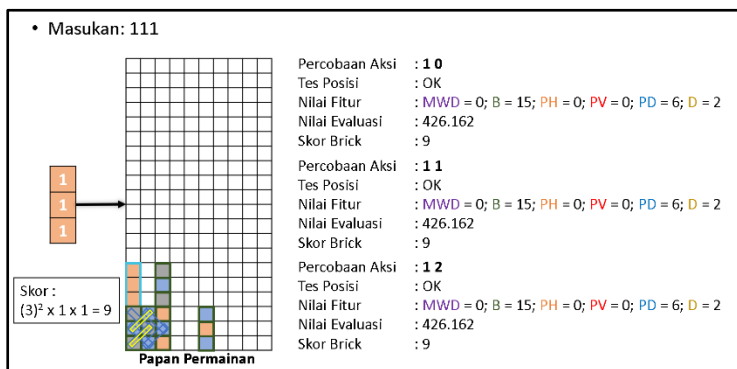 • Masukan: 111
Percobaan Aksi : 1 0
Tes Posisi : OK
Nilai Fitur : MWD = 0; B = 15; PH = 0; PV = 0; PD = 6; D = 2
Nilai Evaluasi : 426.162
Skor Brick : 9
1
1
1
Percobaan Aksi : 1 1
Tes Posisi : OK
Nilai Fitur : MWD = 0; B = 15; PH = 0; PV = 0; PD = 6; D = 2
Nilai Evaluasi : 426.162
Skor Brick : 9
Percobaan Aksi : 1 2
Tes Posisi : OK
Nilai Fitur : MWD = 0; B = 15; PH = 0; PV = 0; PD = 6; D = 2
Nilai Evaluasi : 426.162
Skor Brick : 9
Skor :
(3)² x 1 x 1 = 9
Papan Permainan